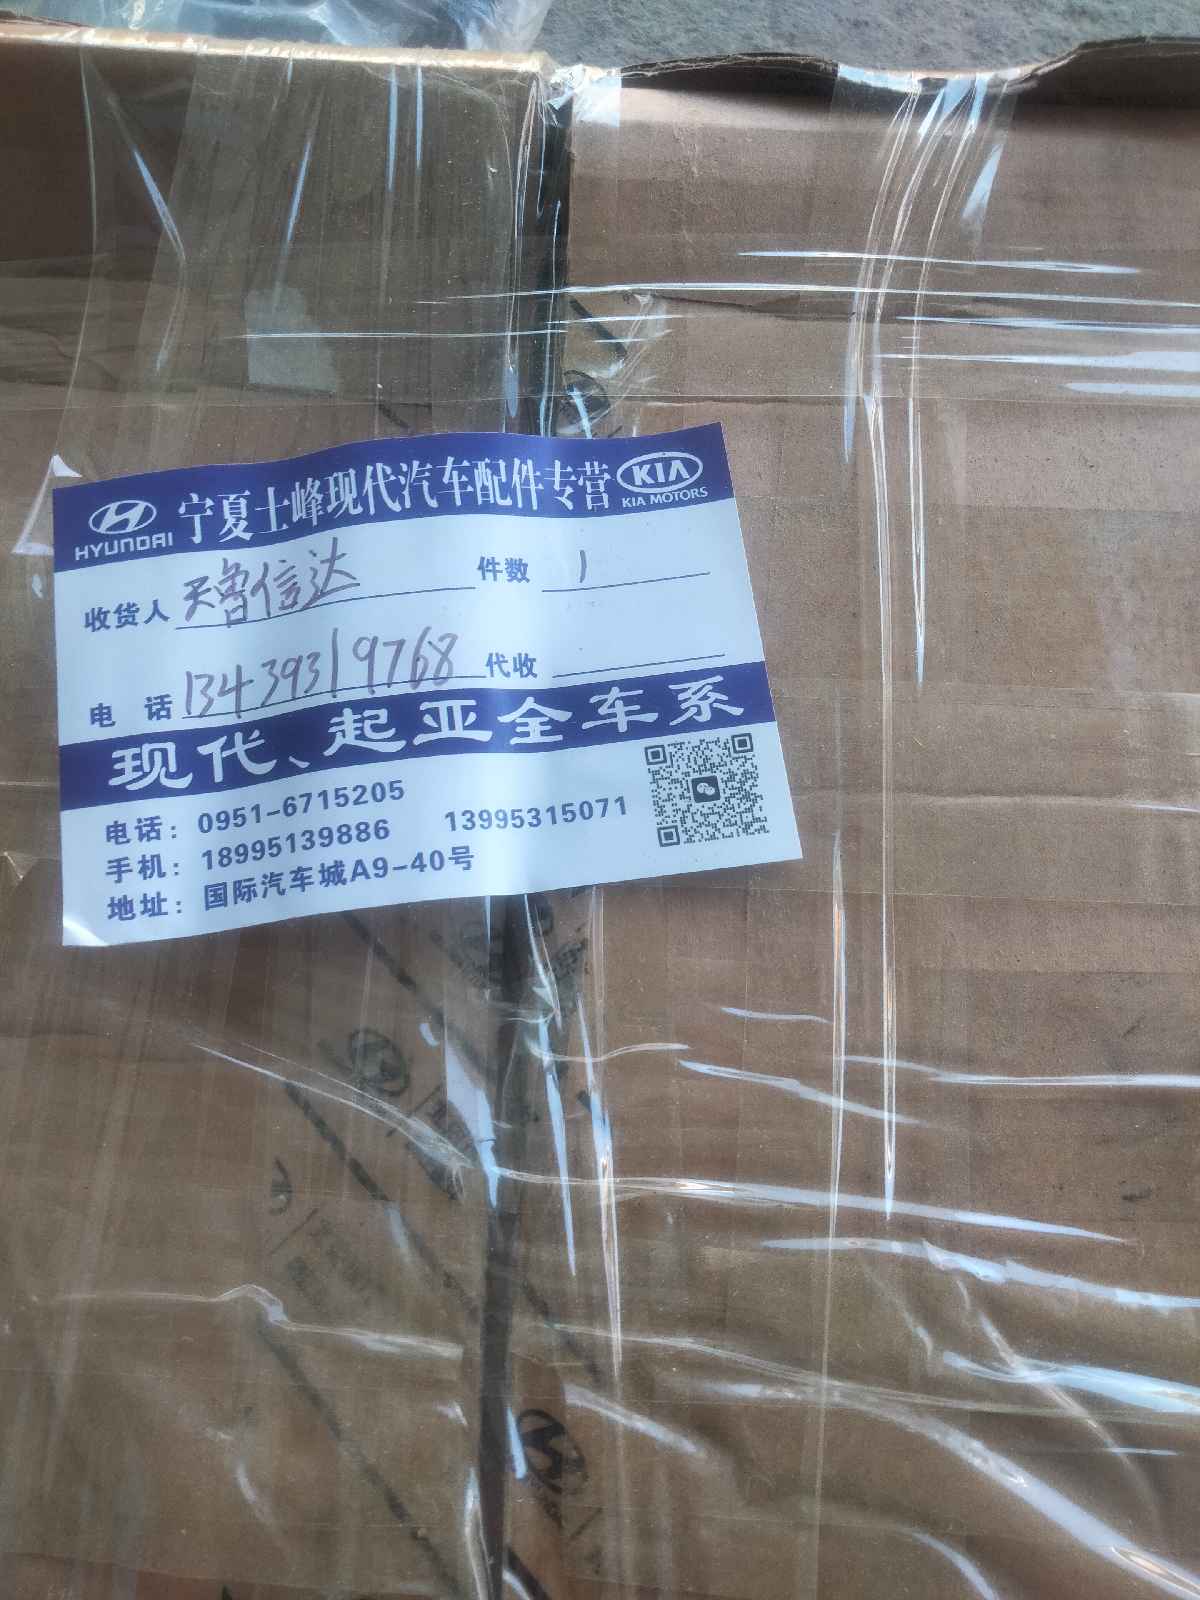 HYUNDAI 宁夏士峰现代汽车配件专营 KIA KIA MOTORS
收货人 天鲁信达 件数 1
电 话 13439319768 代收
现代、起亚全车系
电话：0951-6715205
手机：18995139886 13995315071
地址：国际汽车城A9-40号